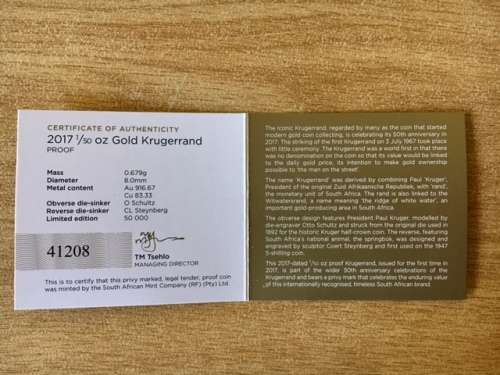 CERTIFICATE OF AUTHENTICITY
2017 1/50 oz Gold Krugerrand
PROOF
Mass 0.679g
Diameter 8.0mm
Metal content Au 916.67
Cu 83.33
Obverse die-sinker O Schultz
Reverse die-sinker CL Steynberg
Limited edition 50 000
41208
TM Tsehlo
MANAGING DIRECTOR
This is to certify that this privy marked, legal tender, proof coin
was minted by the South African Mint Company (RF) (Pty) Ltd.
The iconic Krugerrand, regarded by many as the coin that started
modern gold coin collecting, is celebrating its 50th anniversary in
2017. The striking of the first Krugerrand on 3 July 1967 took place
with little ceremony. The Krugerrand was a world first in that there
was no denomination on the coin so that its value would be linked
to the daily gold price, its intention to make gold ownership
possible to 'the man on the street'.
The name 'Krugerrand' was derived by combining Paul 'Kruger',
President of the original Zuid Afrikaansche Republiek, with 'rand',
the monetary unit of South Africa. The rand is also linked to the
Witwatersrand, a name meaning 'the ridge of white water', an
important gold-producing area in South Africa.
The obverse design features President Paul Kruger, modelled by
die-engraver Otto Schultz and struck from the original die used in
1892 for the historic Kruger half-crown coin. The reverse, featuring
South Africa's national animal, the springbok, was designed and
engraved by sculptor Coert Steynberg and first used on the 1947
5-shilling coin.
This 2017-dated 1/50 oz proof Krugerrand, issued for the first time in
2017, is part of the wider 50th anniversary celebrations of the
Krugerrand and bears a privy mark that celebrates the enduring value
of this internationally recognised, timeless South African brand.